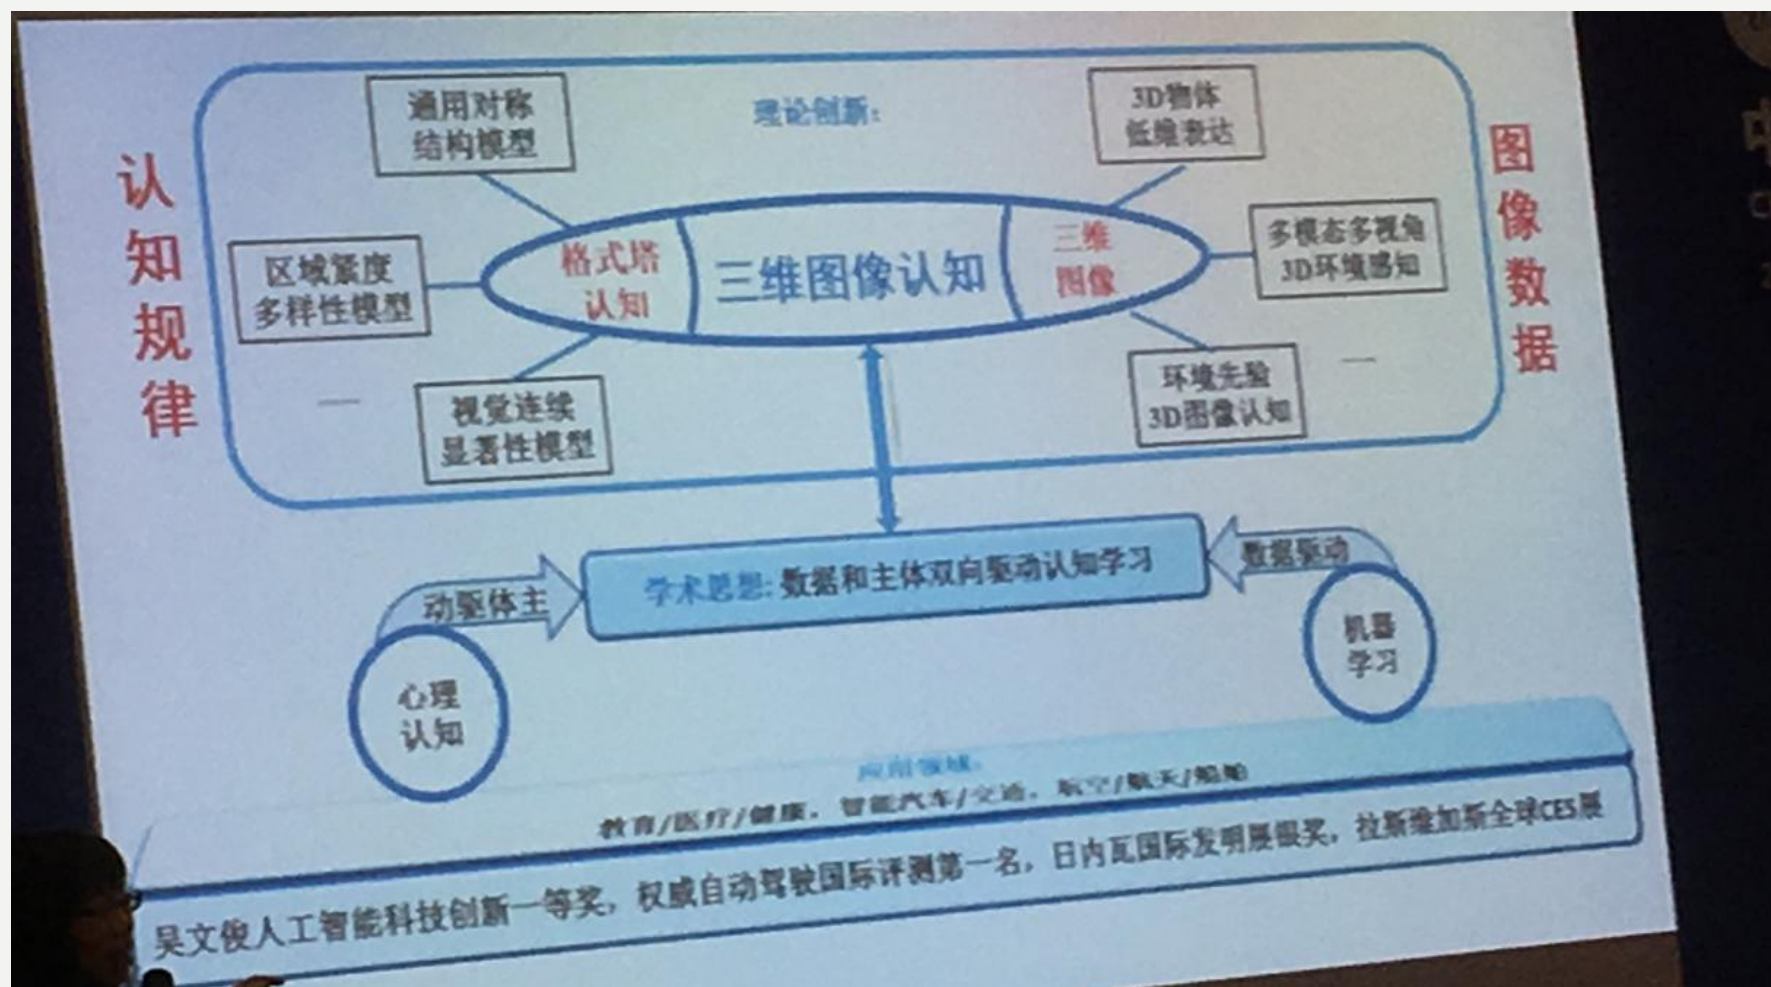 理论创新:
通用对称
结构模型
3D物体
低维表达
认知规律
图像数据
区域紧度
多样性模型
格式塔
认知
三维图像认知
三维
图像
多模态多视角
3D环境感知
视觉连续
显著性模型
环境先验
3D图像认知
动驱体主
学术思想: 数据和主体双向驱动认知学习
数据驱动
心理
认知
机器
学习
应用领域:
教育/医疗/健康, 智能汽车/交通, 航空/航天/船舶
吴文俊人工智能科技创新一等奖, 权威自动驾驶国际评测第一名, 日内瓦国际发明展银奖, 拉斯维加斯全球CES展